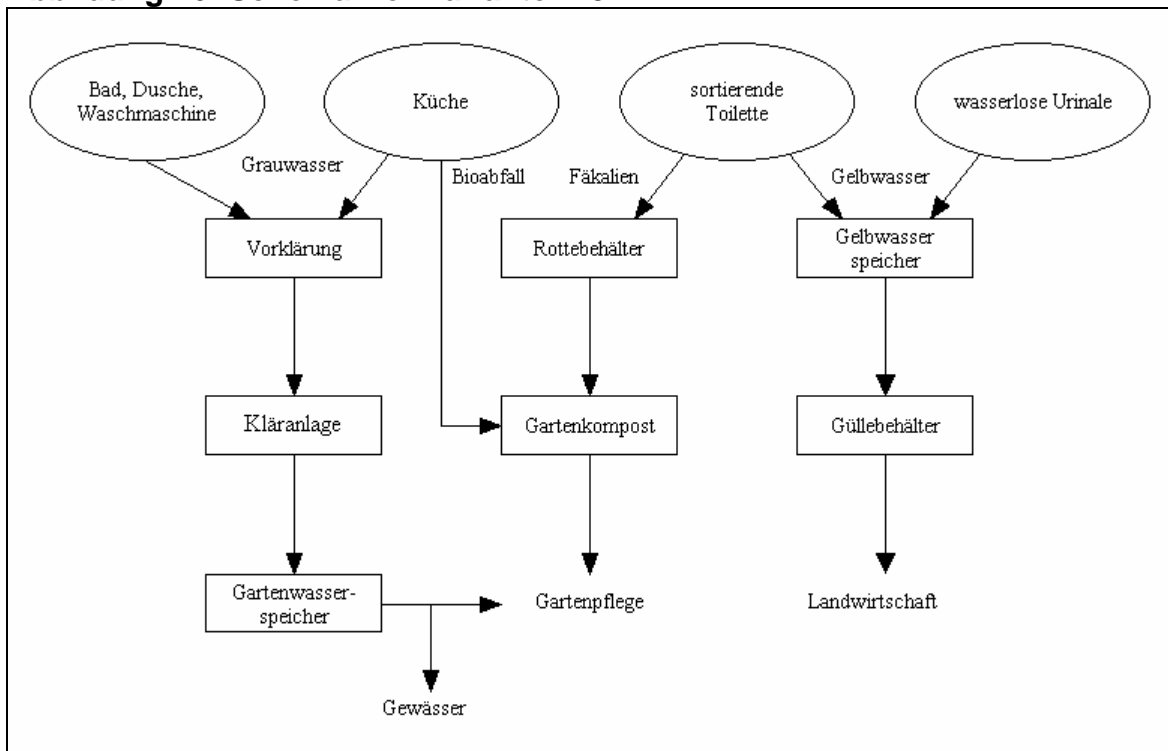 Bad, Dusche,
Waschmaschine
Küche
sortierende
Toilette
wasserlose Urinale
Grauwasser
Bioabfall
Fäkalien
Gelbwasser
Vorklärung
Rottebehälter
Gelbwasser
speicher
Kläranlage
Gartenkompost
Güllebehälter
Gartenwasser-
speicher
Gartenpflege
Landwirtschaft
Gewässer